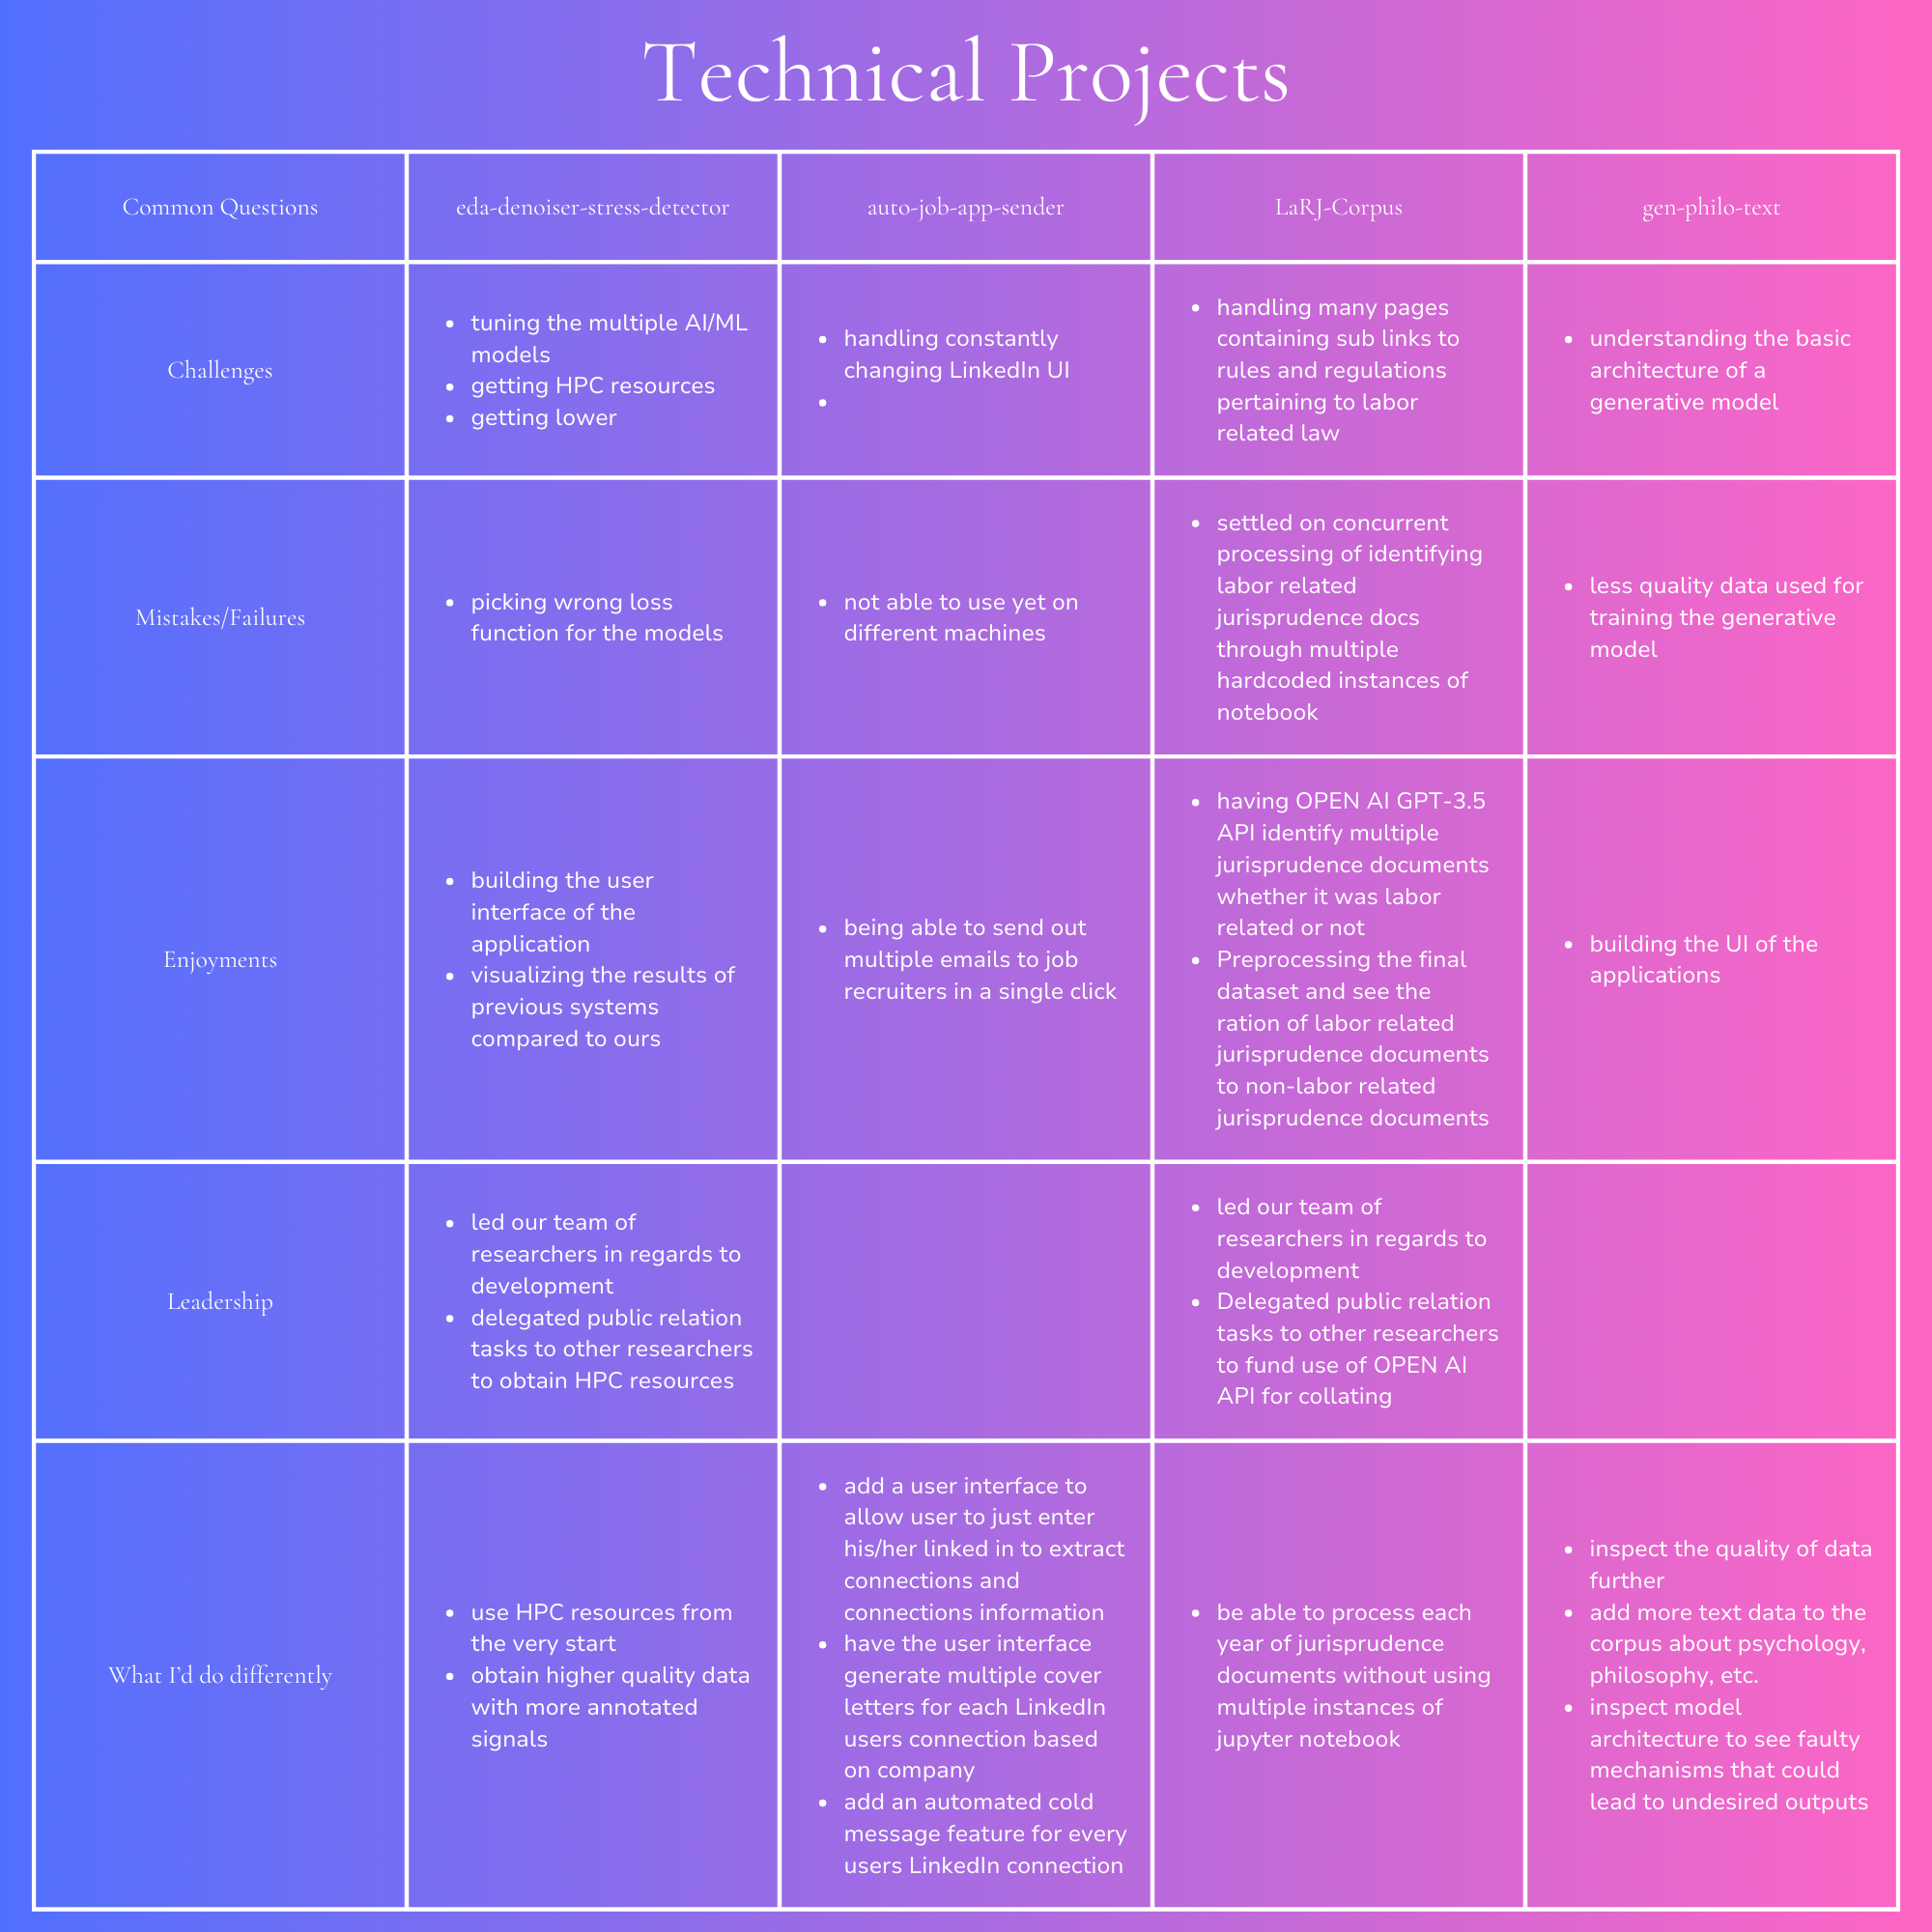 Technical Projects
Common Questions
eda-denoiser-stress-detector
auto-job-app-sender
LaRJ-Corpus
gen-philo-text
Challenges
• tuning the multiple AI/ML
models
• getting HPC resources
• getting lower
• handling constantly
changing LinkedIn UI
•
• handling many pages
containing sub links to
rules and regulations
pertaining to labor
related law
• understanding the basic
architecture of a
generative model
Mistakes/Failures
• picking wrong loss
function for the models
• not able to use yet on
different machines
• settled on concurrent
processing of identifying
labor related
jurisprudence docs
through multiple
hardcoded instances of
notebook
• less quality data used for
training the generative
model
Enjoyments
• building the user
interface of the
application
• visualizing the results of
previous systems
compared to ours
• being able to send out
multiple emails to job
recruiters in a single click
• having OPEN AI GPT-3.5
API identify multiple
jurisprudence documents
whether it was labor
related or not
• Preprocessing the final
dataset and see the
ration of labor related
jurisprudence documents
to non-labor related
jurisprudence documents
• building the UI of the
applications
Leadership
• led our team of
researchers in regards to
development
• delegated public relation
tasks to other researchers
to obtain HPC resources
• led our team of
researchers in regards to
development
• Delegated public relation
tasks to other researchers
to fund use of OPEN AI
API for collating
What I'd do differently
• use HPC resources from
the very start
• obtain higher quality data
with more annotated
signals
• add a user interface to
allow user to just enter
his/her linked in to extract
connections and
connections information
• have the user interface
generate multiple cover
letters for each LinkedIn
users connection based
on company
• add an automated cold
message feature for every
users LinkedIn connection
• be able to process each
year of jurisprudence
documents without using
multiple instances of
jupyter notebook
• inspect the quality of data
further
• add more text data to the
corpus about psychology,
philosophy, etc.
• inspect model
architecture to see faulty
mechanisms that could
lead to undesired outputs